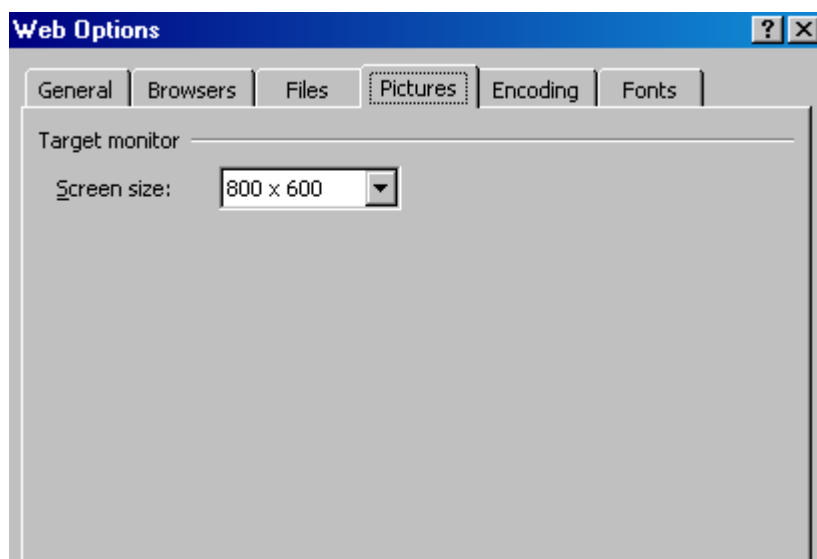 Web Options
General Browsers Files Pictures Encoding Fonts
Target monitor
Screen size: 800 x 600